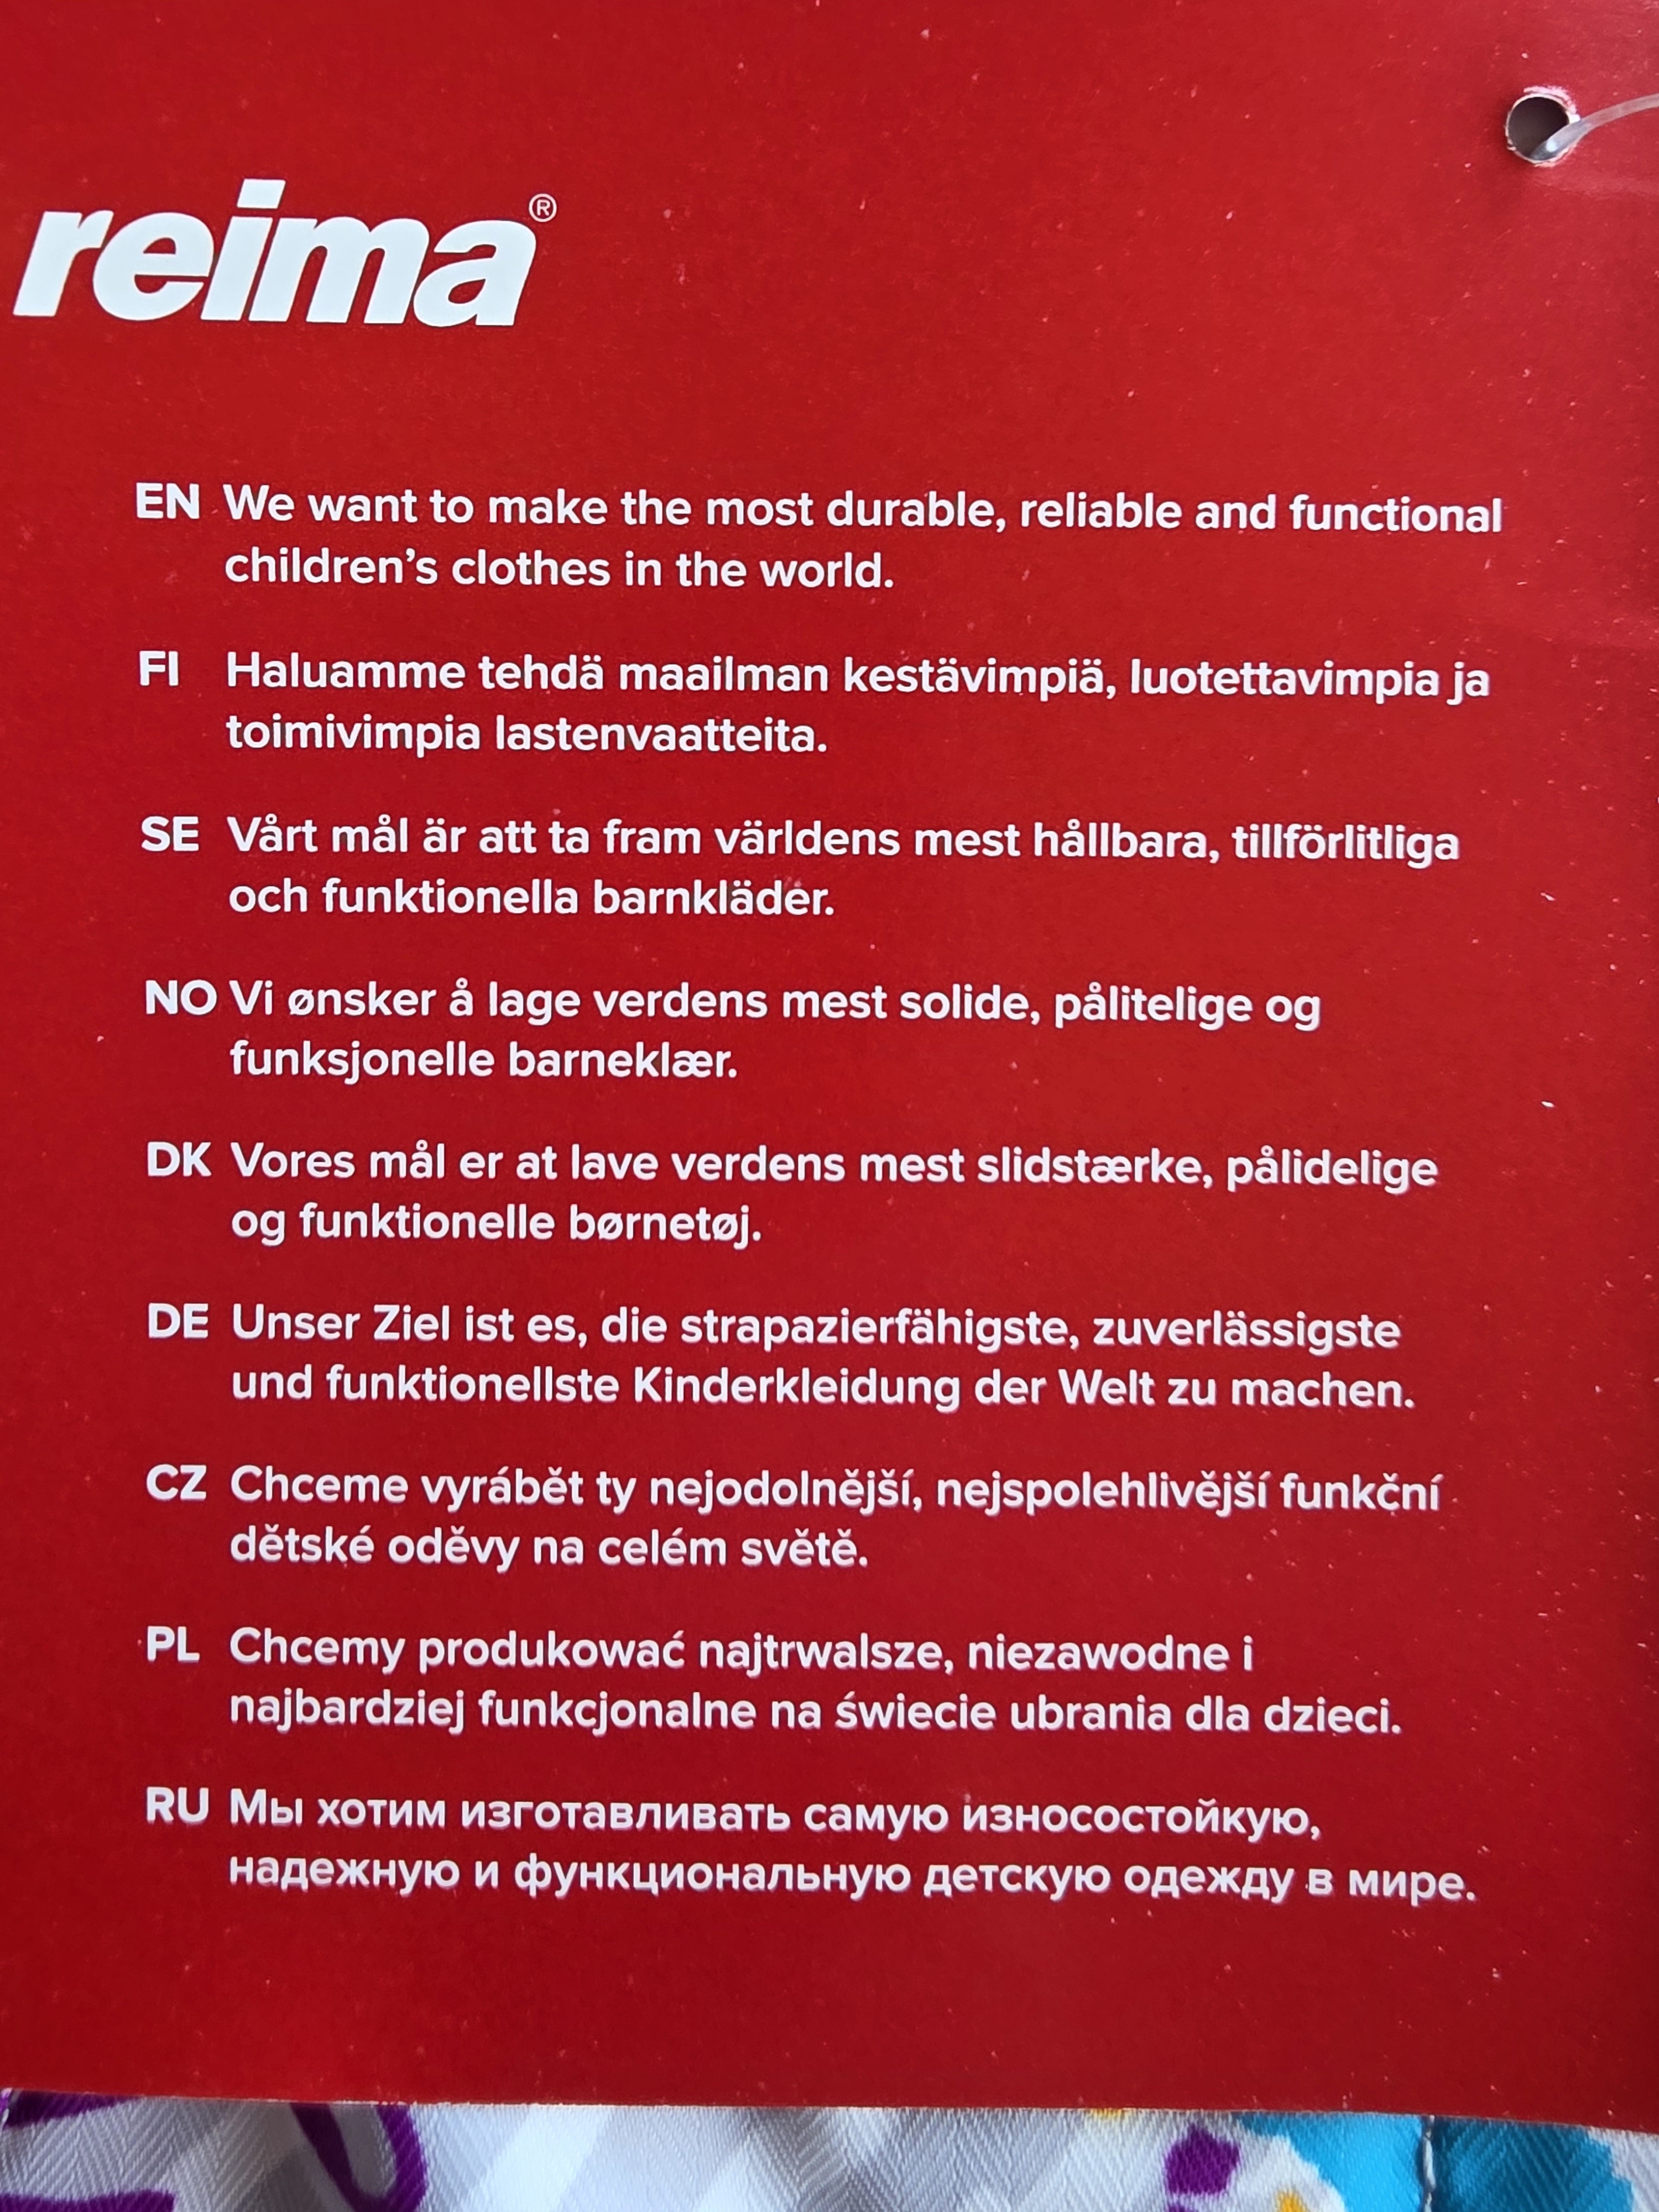 reima®
EN We want to make the most durable, reliable and functional
children’s clothes in the world.
FI Haluamme tehdä maailman kestävimpiä, luotettavimpia ja
toimivimpia lastenvaatteita.
SE Vårt mål är att ta fram världens mest hållbara, tillförlitliga
och funktionella barnkläder.
NO Vi ønsker å lage verdens mest solide, pålitelige og
funksjonelle barneklær.
DK Vores mål er at lave verdens mest slidstærke, pålidelige
og funktionelle børnetøj.
DE Unser Ziel ist es, die strapazierfähigste, zuverlässigste
und funktionellste Kinderkleidung der Welt zu machen.
CZ Chceme vyrábět ty nejodolnější, nejspolehlivější funkční
dětské oděvy na celém světě.
PL Chcemy produkować najtrwalsze, niezawodne i
najbardziej funkcjonalne na świecie ubrania dla dzieci.
RU Мы хотим изготавливать самую износостойкую,
надежную и функциональную детскую одежду в мире.